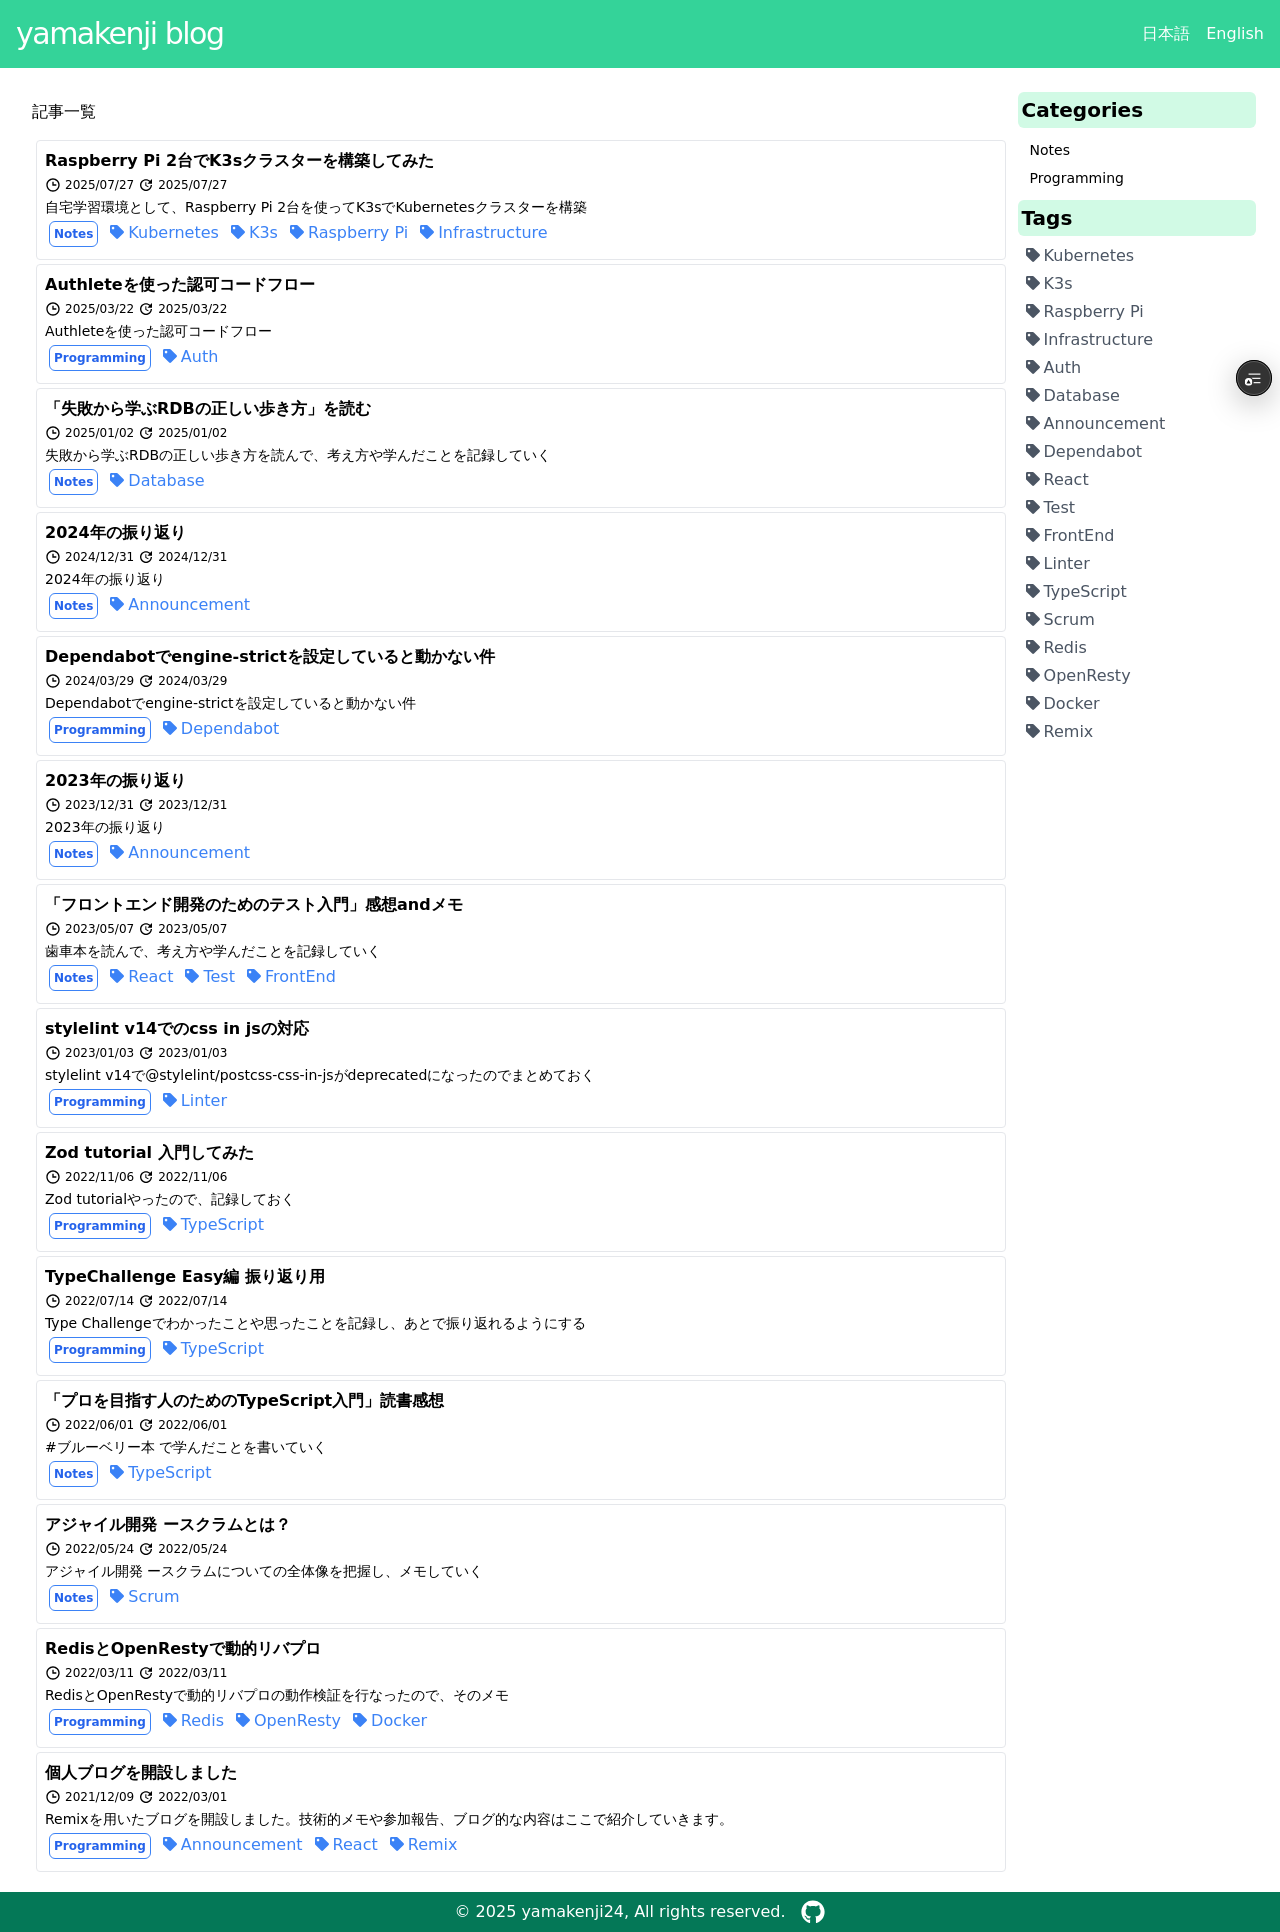 yamakenji blog
日本語 English
記事一覧
Raspberry Pi 2台でK3sクラスターを構築してみた
2025/07/27 2025/07/27
自宅学習環境として、Raspberry Pi 2台を使ってK3sでKubernetesクラスターを構築
Notes Kubernetes K3s Raspberry Pi Infrastructure
Authleteを使った認可コードフロー
2025/03/22 2025/03/22
Authleteを使った認可コードフロー
Programming Auth
「失敗から学ぶRDBの正しい歩き方」を読む
2025/01/02 2025/01/02
失敗から学ぶRDBの正しい歩き方を読んで、考え方や学んだことを記録していく
Notes Database
2024年の振り返り
2024/12/31 2024/12/31
2024年の振り返り
Notes Announcement
Dependabotでengine-strictを設定していると動かない件
2024/03/29 2024/03/29
Dependabotでengine-strictを設定していると動かない件
Programming Dependabot
2023年の振り返り
2023/12/31 2023/12/31
2023年の振り返り
Notes Announcement
「フロントエンド開発のためのテスト入門」感想andメモ
2023/05/07 2023/05/07
歯車本を読んで、考え方や学んだことを記録していく
Notes React Test FrontEnd
stylelint v14でのcss in jsの対応
2023/01/03 2023/01/03
stylelint v14で@stylelint/postcss-css-in-jsがdeprecatedになったのでまとめておく
Programming Linter
Zod tutorial 入門してみた
2022/11/06 2022/11/06
Zod tutorialやったので、記録しておく
Programming TypeScript
TypeChallenge Easy編 振り返り用
2022/07/14 2022/07/14
Type Challengeでわかったことや思ったことを記録し、あとで振り返れるようにする
Programming TypeScript
「プロを目指す人のためのTypeScript入門」読書感想
2022/06/01 2022/06/01
#ブルーベリー本 で学んだことを書いていく
Notes TypeScript
アジャイル開発 ースクラムとは？
2022/05/24 2022/05/24
アジャイル開発 ースクラムについての全体像を把握し、メモしていく
Notes Scrum
RedisとOpenRestyで動的リバプロ
2022/03/11 2022/03/11
RedisとOpenRestyで動的リバプロの動作検証を行なったので、そのメモ
Programming Redis OpenResty Docker
個人ブログを開設しました
2021/12/09 2022/03/01
Remixを用いたブログを開設しました。技術的メモや参加報告、ブログ的な内容はここで紹介していきます。
Programming Announcement React Remix
Categories
Notes
Programming
Tags
Kubernetes
K3s
Raspberry Pi
Infrastructure
Auth
Database
Announcement
Dependabot
React
Test
FrontEnd
Linter
TypeScript
Scrum
Redis
OpenResty
Docker
Remix
© 2025 yamakenji24, All rights reserved.